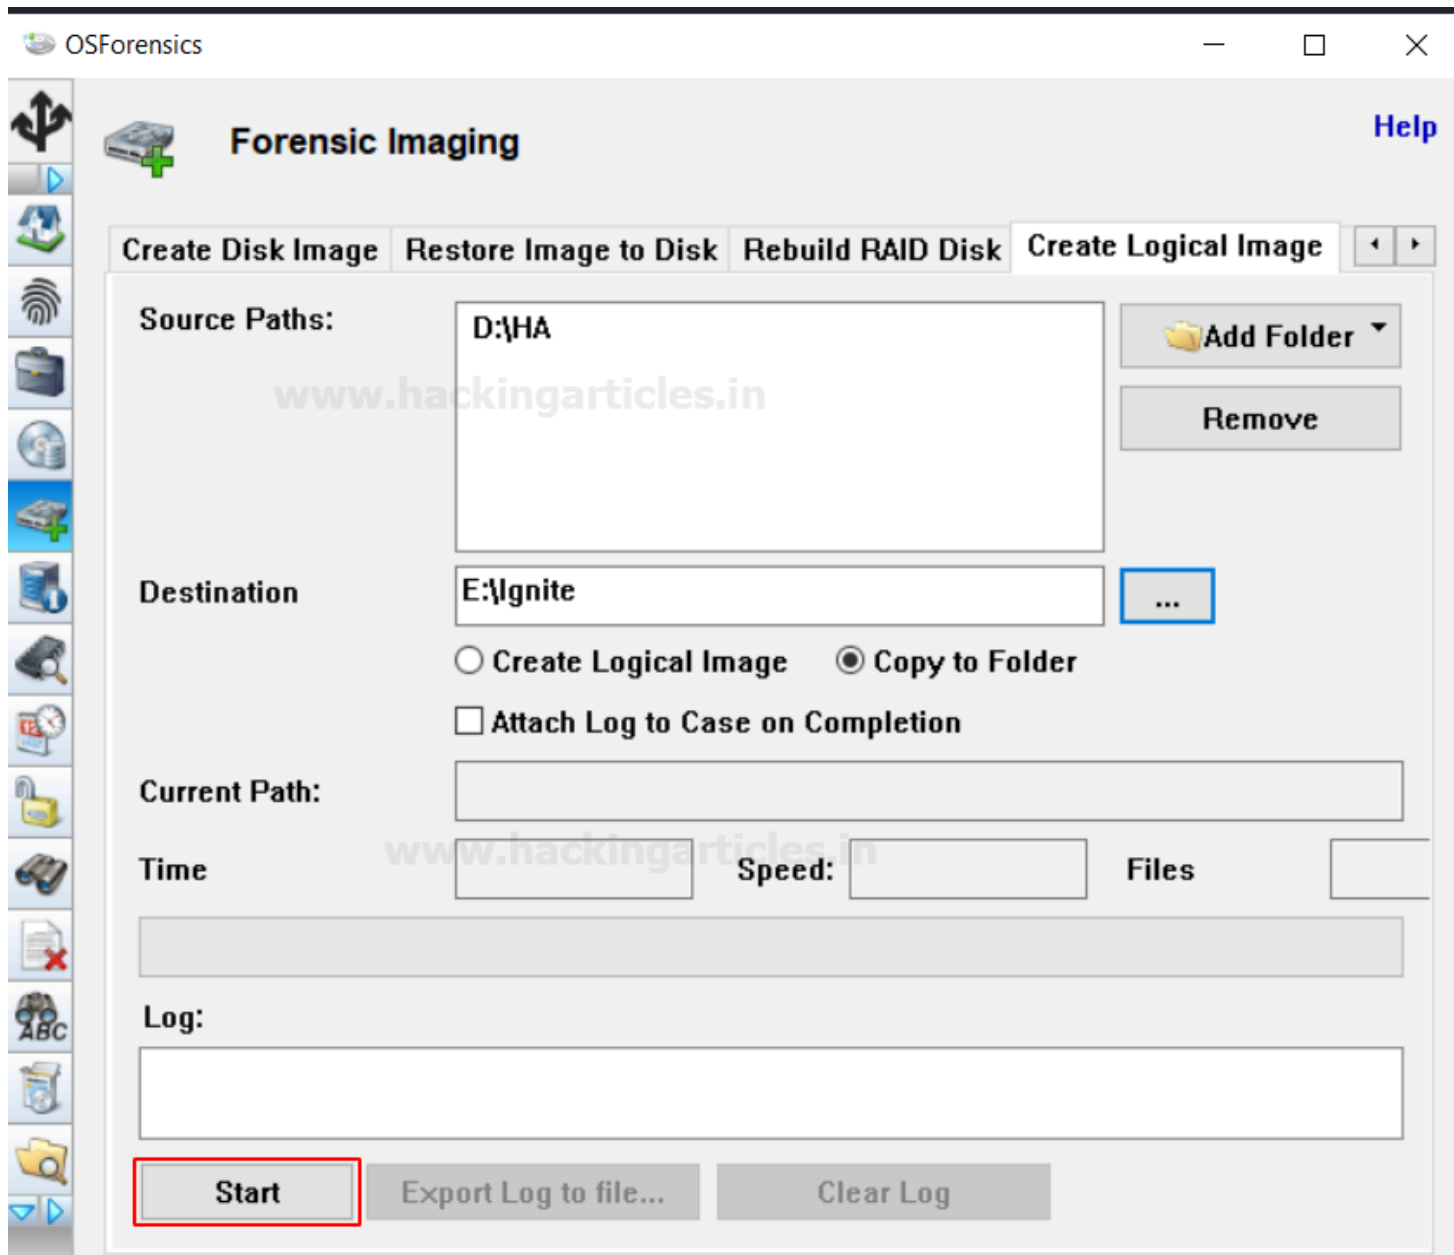 OSForensics
Forensic Imaging
Help
Create Disk Image Restore Image to Disk Rebuild RAID Disk Create Logical Image
Source Paths:
D:\HA
Add Folder
www.hackingarticles.in
Remove
Destination
E:\Ignite
...
Create Logical Image Copy to Folder
Attach Log to Case on Completion
Current Path:
www.hackingarticles.in
Time Speed: Files
Log:
ABC
Start Export Log to file... Clear Log